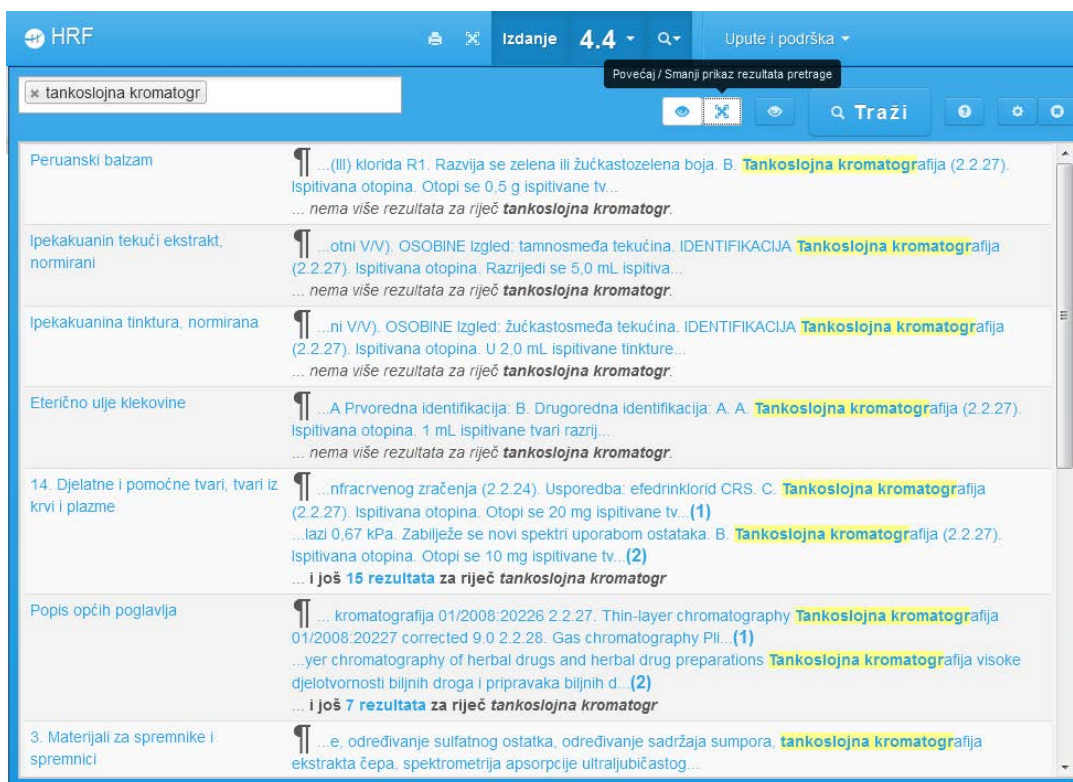 HRF
Izdanje 4.4
Upute i podrška
Povećaj / Smanji prikaz rezultata pretrage
× tankoslojna kromatogr
Traži
Peruanski balzam
¶ ...(III) klorida R1. Razvija se zelena ili žućkastozelena boja. B. Tankoslojna kromatografija (2.2.27).
Ispitivana otopina. Otopi se 0,5 g ispitivane tv...
... nema više rezultata za riječ tankoslojna kromatogr.
Ipekakuanin tekući ekstrakt,
normirani
¶ ...otni V/V). OSOBINE Izgled: tamnosmeđa tekućina. IDENTIFIKACIJA Tankoslojna kromatografija
(2.2.27). Ispitivana otopina. Razrijedi se 5,0 mL ispitiva...
... nema više rezultata za riječ tankoslojna kromatogr.
Ipekakuanina tinktura, normirana
¶ ...ni V/V). OSOBINE Izgled: žućkastosmeđa tekućina. IDENTIFIKACIJA Tankoslojna kromatografija
(2.2.27). Ispitivana otopina. U 2,0 mL ispitivane tinkture...
... nema više rezultata za riječ tankoslojna kromatogr.
Eterično ulje klekovine
¶ ...A Prvoredna identifikacija: B. Drugoredna identifikacija: A. A. Tankoslojna kromatografija (2.2.27).
Ispitivana otopina. 1 mL ispitivane tvari razrij...
... nema više rezultata za riječ tankoslojna kromatogr.
14. Djelatne i pomoćne tvari, tvari iz
krvi i plazme
¶ ...nfracrvenog zračenja (2.2.24). Usporedba: efedrinklorid CRS. C. Tankoslojna kromatografija
(2.2.27). Ispitivana otopina. Otopi se 20 mg ispitivane tv...(1)
...lazi 0,67 kPa. Zabilježe se novi spektri uporabom ostataka. B. Tankoslojna kromatografija (2.2.27).
Ispitivana otopina. Otopi se 10 mg ispitivane tv...(2)
... i još 15 rezultata za riječ tankoslojna kromatogr
Popis općih poglavlja
¶ ... kromatografija 01/2008:20226 2.2.27. Thin-layer chromatography Tankoslojna kromatografija
01/2008:20227 corrected 9.0 2.2.28. Gas chromatography Pli...(1)
...yer chromatography of herbal drugs and herbal drug preparations Tankoslojna kromatografija visoke
djelotvornosti biljnih droga i pripravaka biljnih d...(2)
... i još 7 rezultata za riječ tankoslojna kromatogr
3. Materijali za spremnike i
spremnici
¶ ...e, određivanje sulfatnog ostatka, određivanje sadržaja sumpora, tankoslojna kromatografija
ekstrakta čepa, spektrometrija apsorpcije ultraljubičastog...